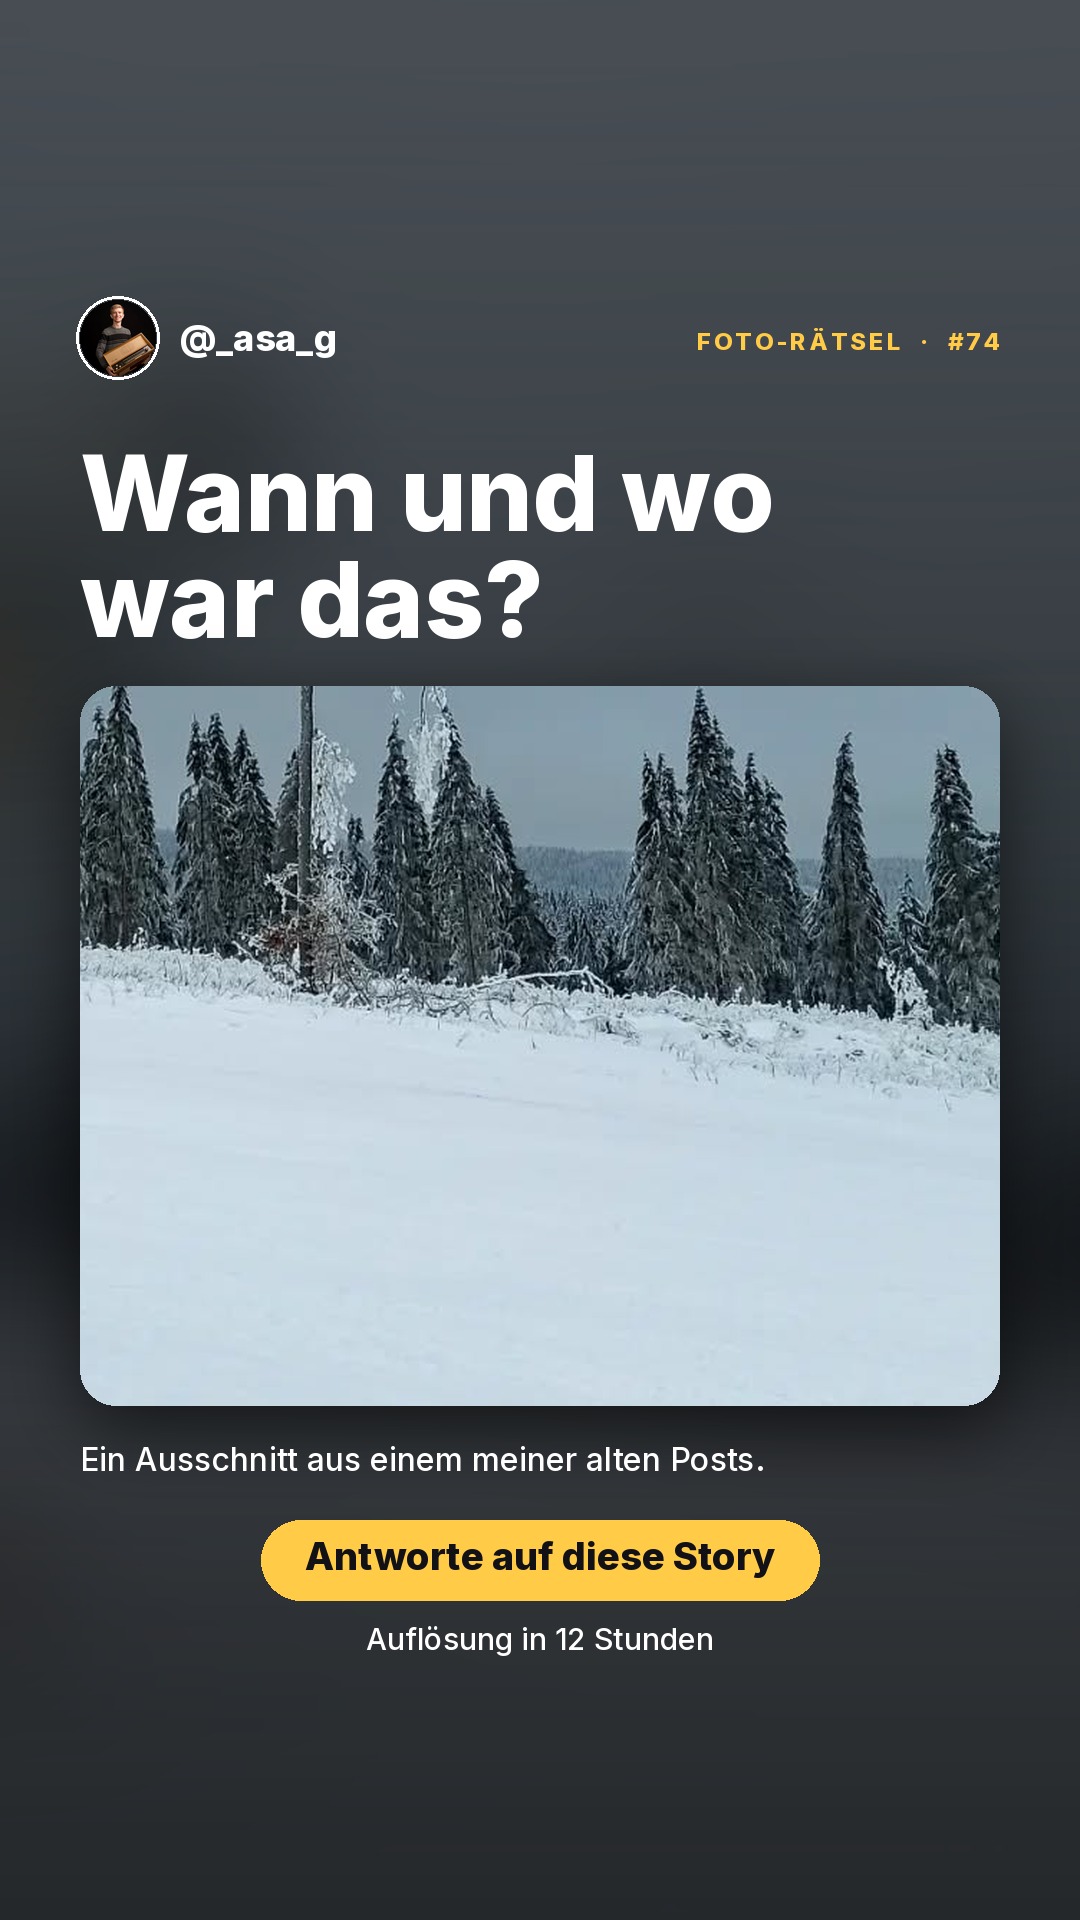 @_asa_g
FOTO-RÄTSEL · #74
Wann und wo
war das?
Ein Ausschnitt aus einem meiner alten Posts.
Antworte auf diese Story
Auflösung in 12 Stunden